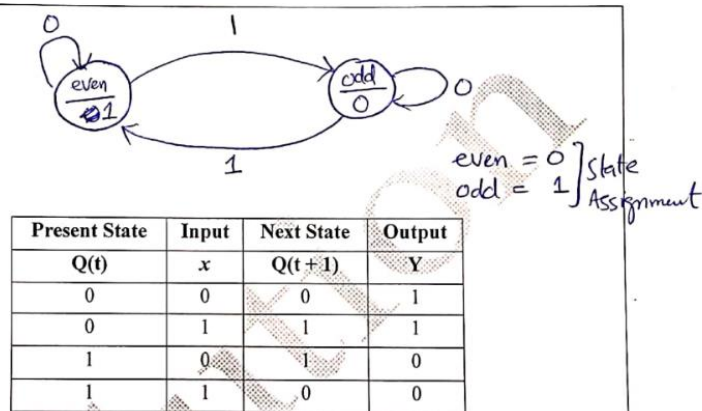 0
1
even
1
odd
0
0
1
even = 0
odd = 1
State
Assignment
Present State Input Next State Output
Q(t) x Q(t + 1) Y
0 0 0 1
0 1 1 1
1 0 1 0
1 1 0 0